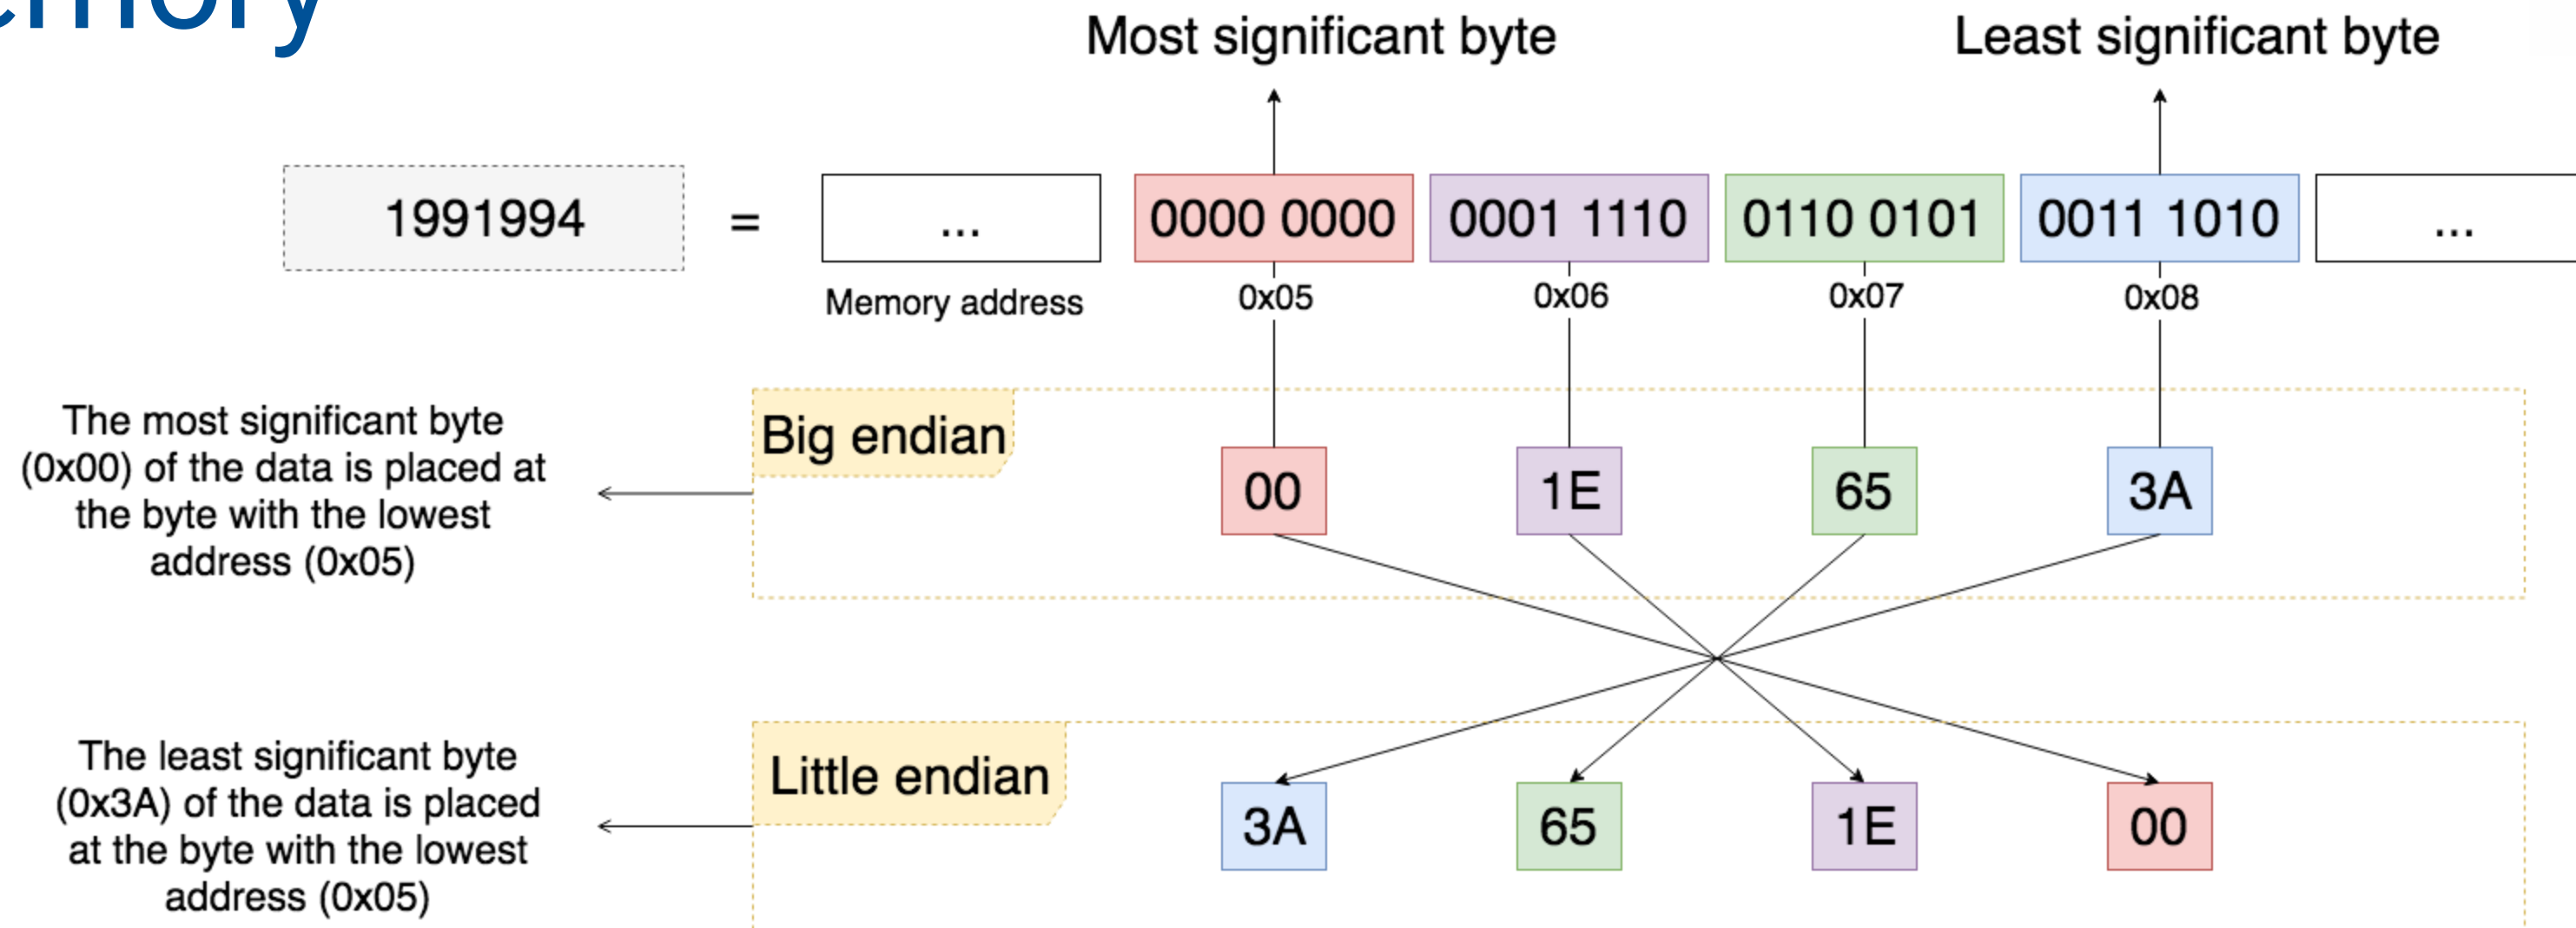 Most significant byte Least significant byte
1991994 = ... 0000 0000 0001 1110 0110 0101 0011 1010 ...
Memory address 0x05 0x06 0x07 0x08
The most significant byte
(0x00) of the data is placed at
the byte with the lowest
address (0x05)
Big endian
00 1E 65 3A
The least significant byte
(0x3A) of the data is placed
at the byte with the lowest
address (0x05)
Little endian
3A 65 1E 00